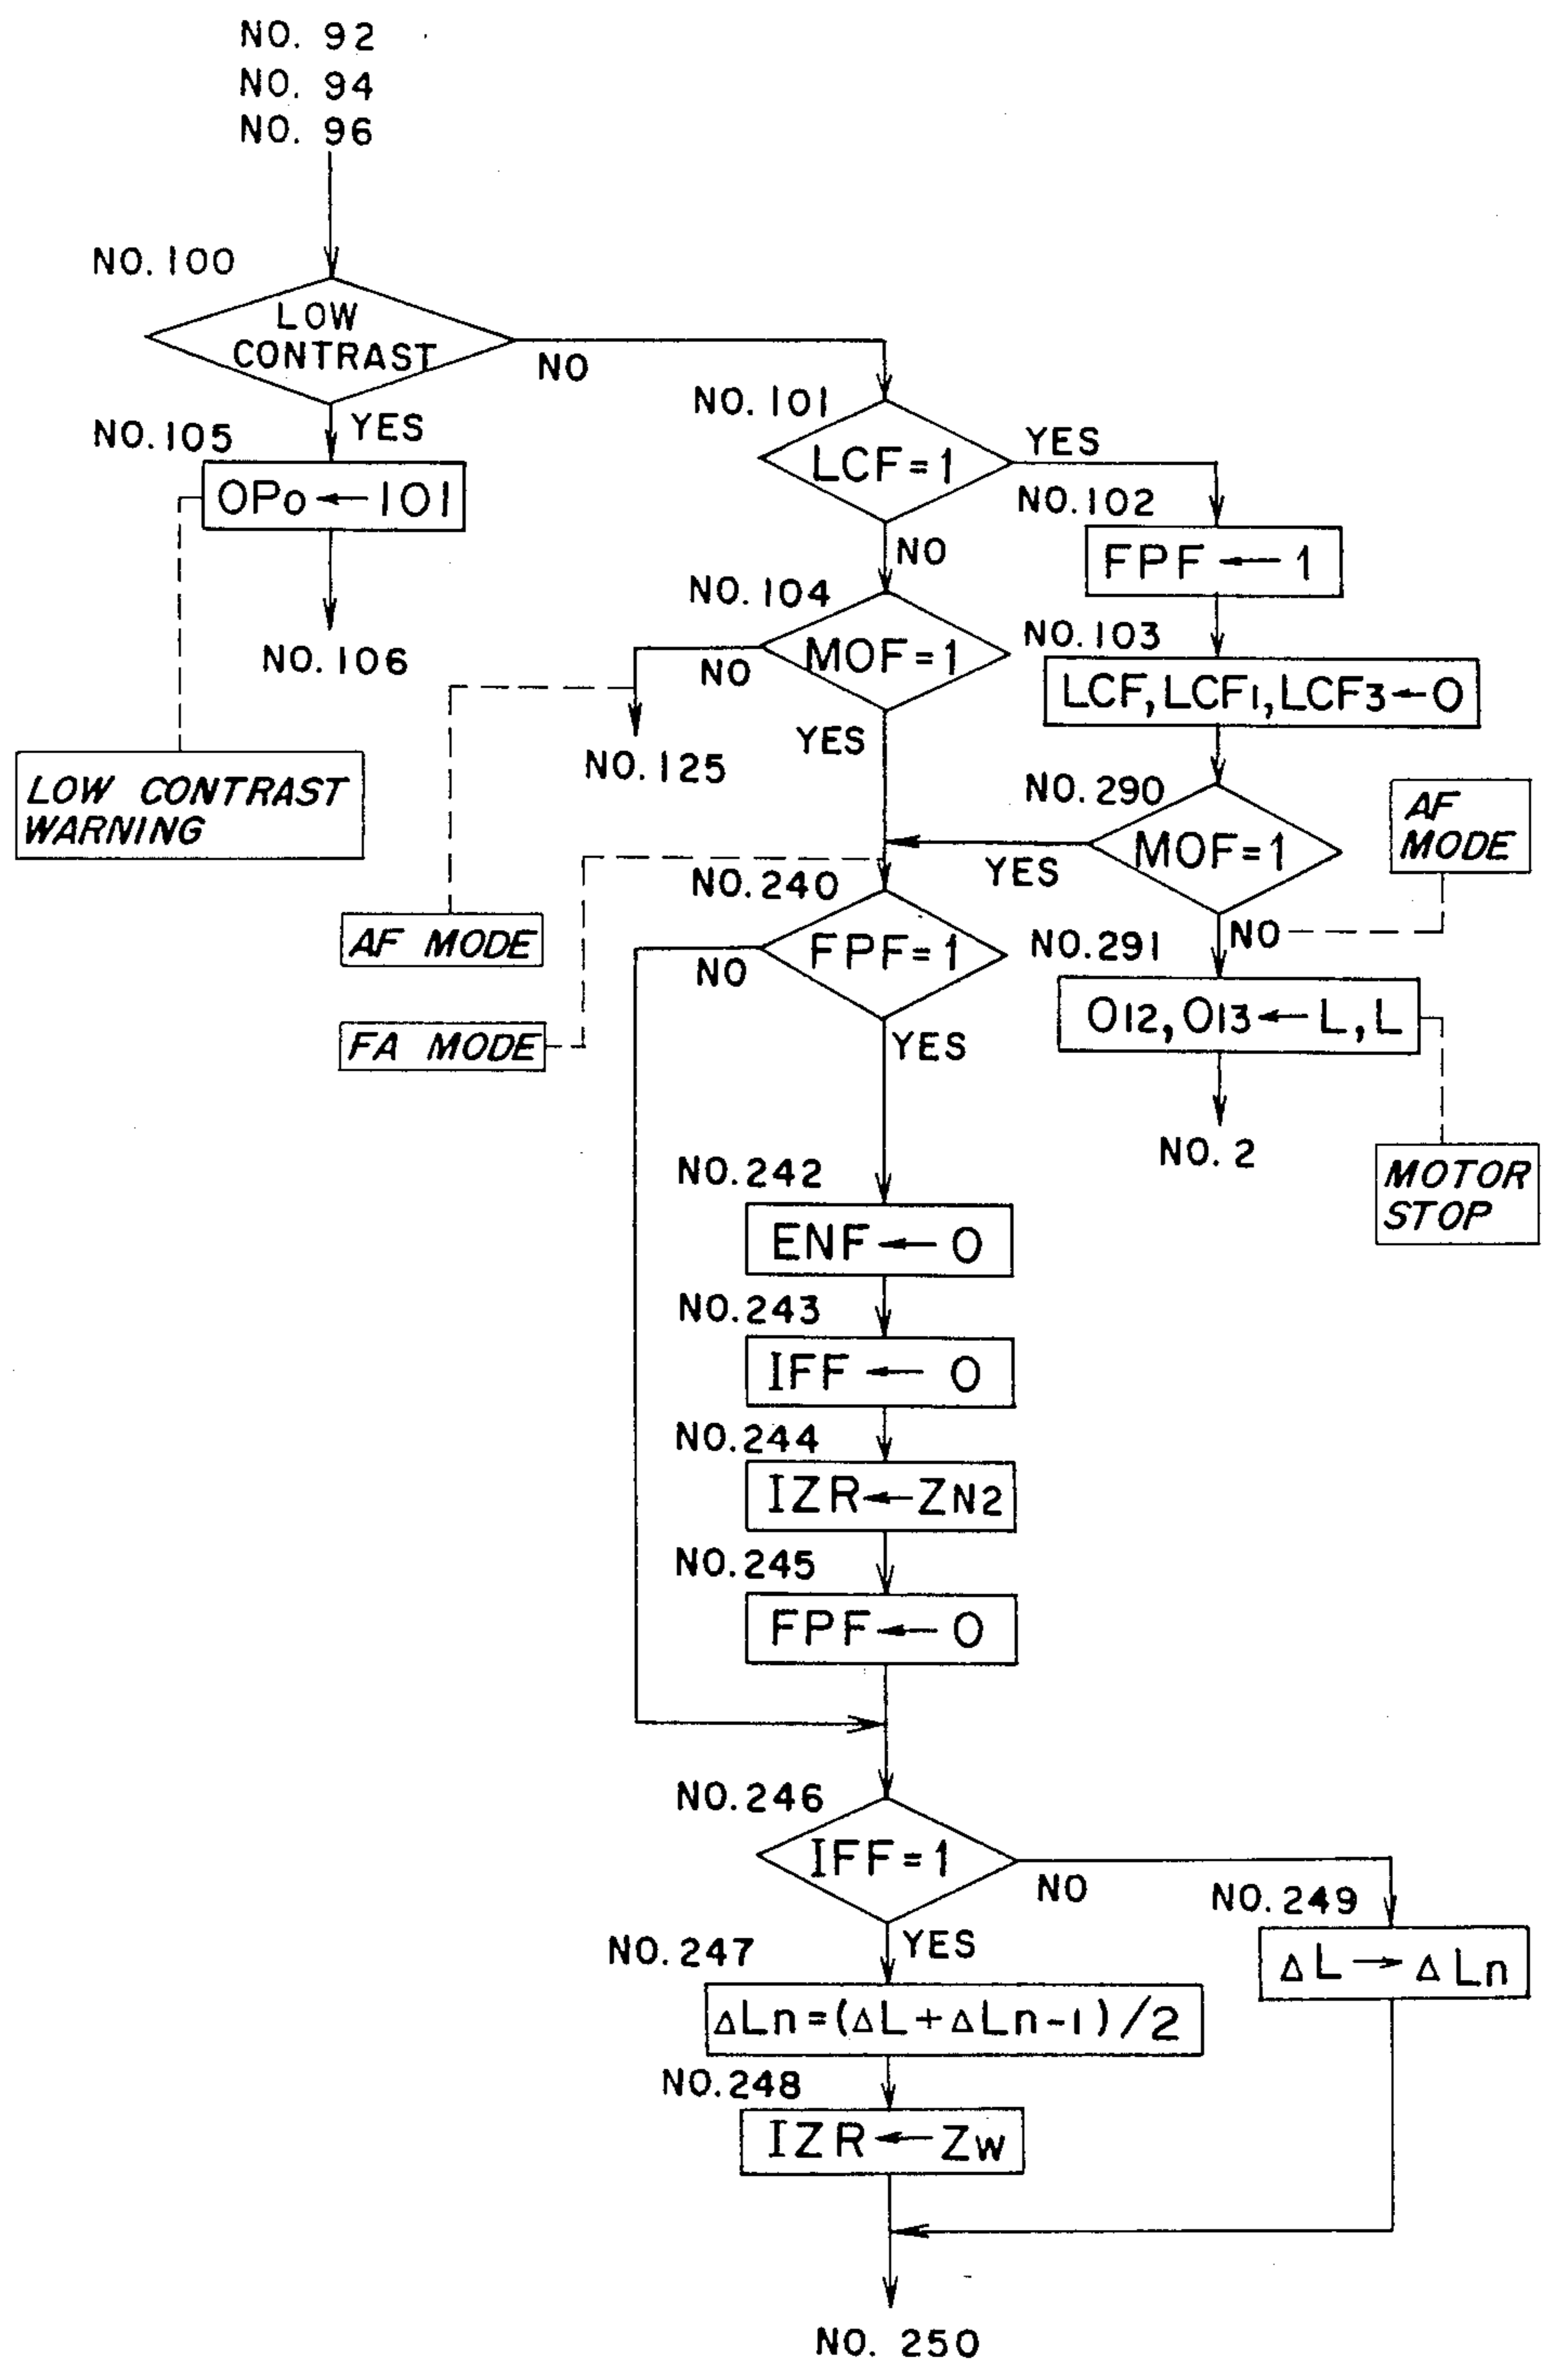 NO. 92
NO. 94
NO. 96
NO. 100
LOW
CONTRAST
NO
YES
NO. 105
OPo ← 101
NO. 106
LOW CONTRAST
WARNING
NO. 101
LCF = 1
YES
NO
NO. 102
FPF ← 1
NO. 103
LCF, LCF1, LCF3 ← 0
NO. 104
MOF = 1
NO
YES
NO. 125
AF MODE
NO. 290
MOF = 1
YES
NO
AF
MODE
NO. 291
O12, O13 ← L, L
NO. 2
MOTOR
STOP
FA MODE
NO. 240
FPF = 1
NO
YES
NO. 242
ENF ← 0
NO. 243
IFF ← 0
NO. 244
IZR ← ZN2
NO. 245
FPF ← 0
NO. 246
IFF = 1
NO
YES
NO. 249
ΔL → ΔLn
NO. 247
ΔLn = (ΔL + ΔLn-1) / 2
NO. 248
IZR ← ZW
NO. 250